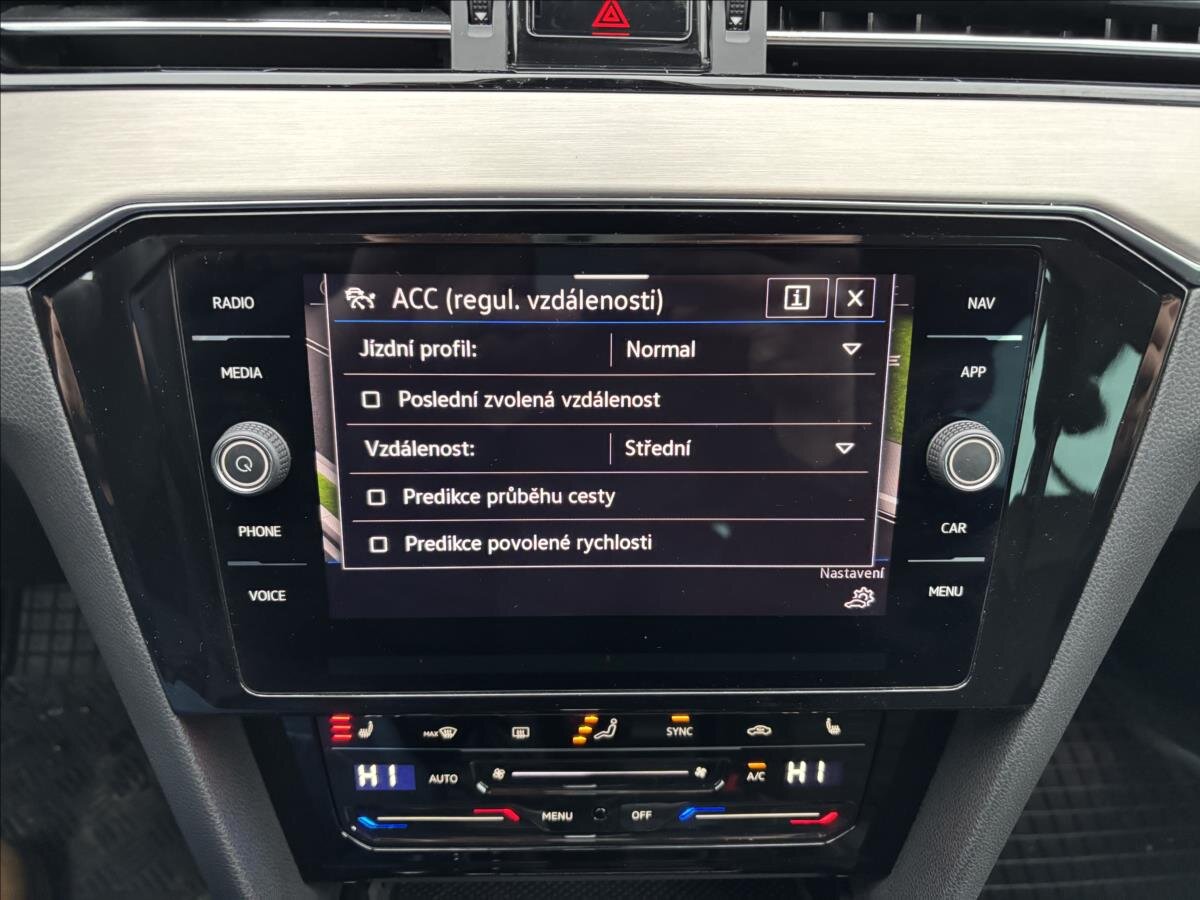 RADIO
MEDIA
PHONE
VOICE
ACC (regul. vzdálenosti)
i X
Jízdní profil: Normal
Poslední zvolená vzdálenost
Vzdálenost: Střední
Predikce průběhu cesty
Predikce povolené rychlosti
Nastavení
NAV
APP
CAR
MENU
MAX SYNC
HI AUTO A/C HI
MENU OFF